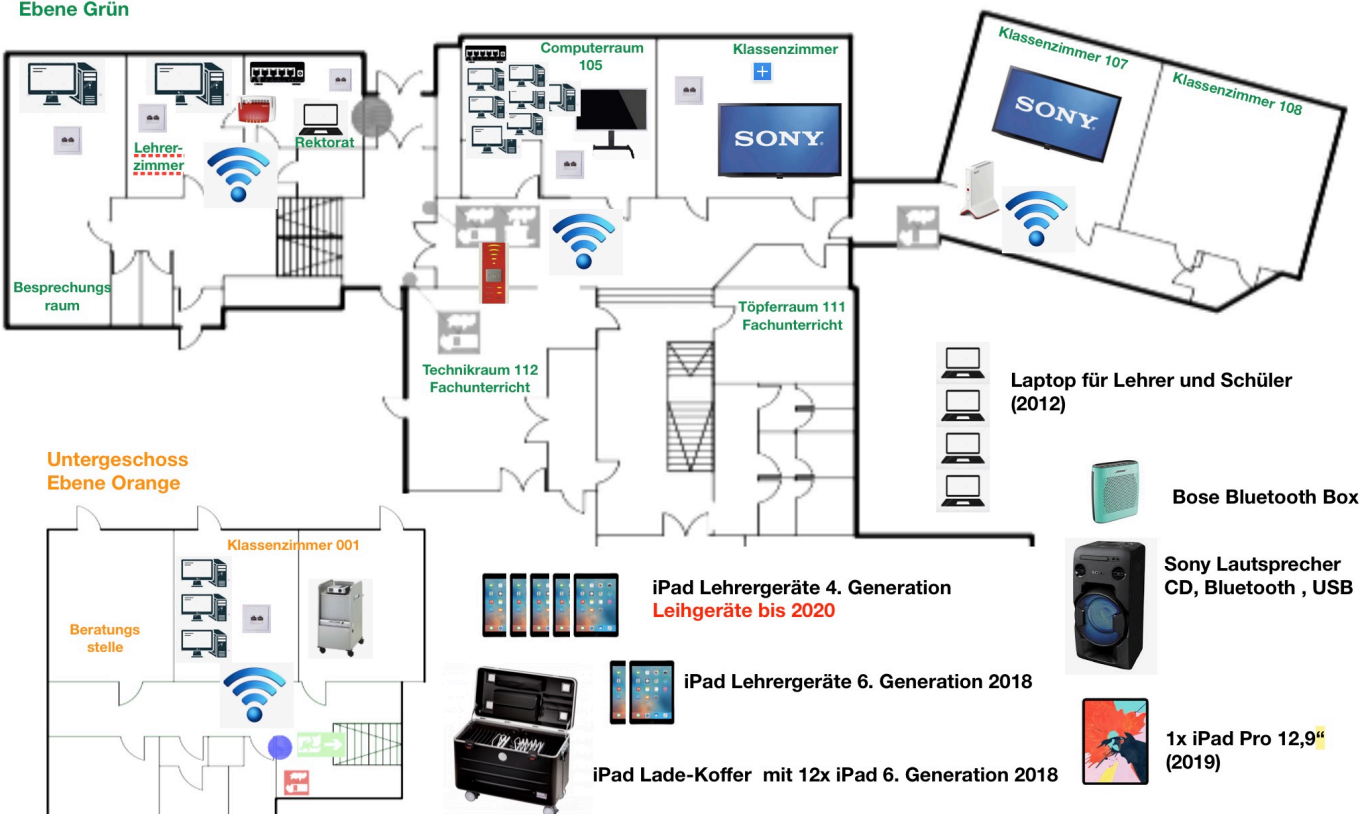 Ebene Grün
Computerraum
105
Klassenzimmer
Klassenzimmer 107
Klassenzimmer 108
SONY.
SONY.
Lehrer-
zimmer
Rektorat
Besprechungs
raum
Töpferraum 111
Fachunterricht
Technikraum 112
Fachunterricht
Laptop für Lehrer und Schüler
(2012)
Untergeschoss
Ebene Orange
Bose Bluetooth Box
Klassenzimmer 001
Sony Lautsprecher
CD, Bluetooth , USB
iPad Lehrergeräte 4. Generation
Leihgeräte bis 2020
Beratungs
stelle
iPad Lehrergeräte 6. Generation 2018
1x iPad Pro 12,9“
(2019)
iPad Lade-Koffer  mit 12x iPad 6. Generation 2018